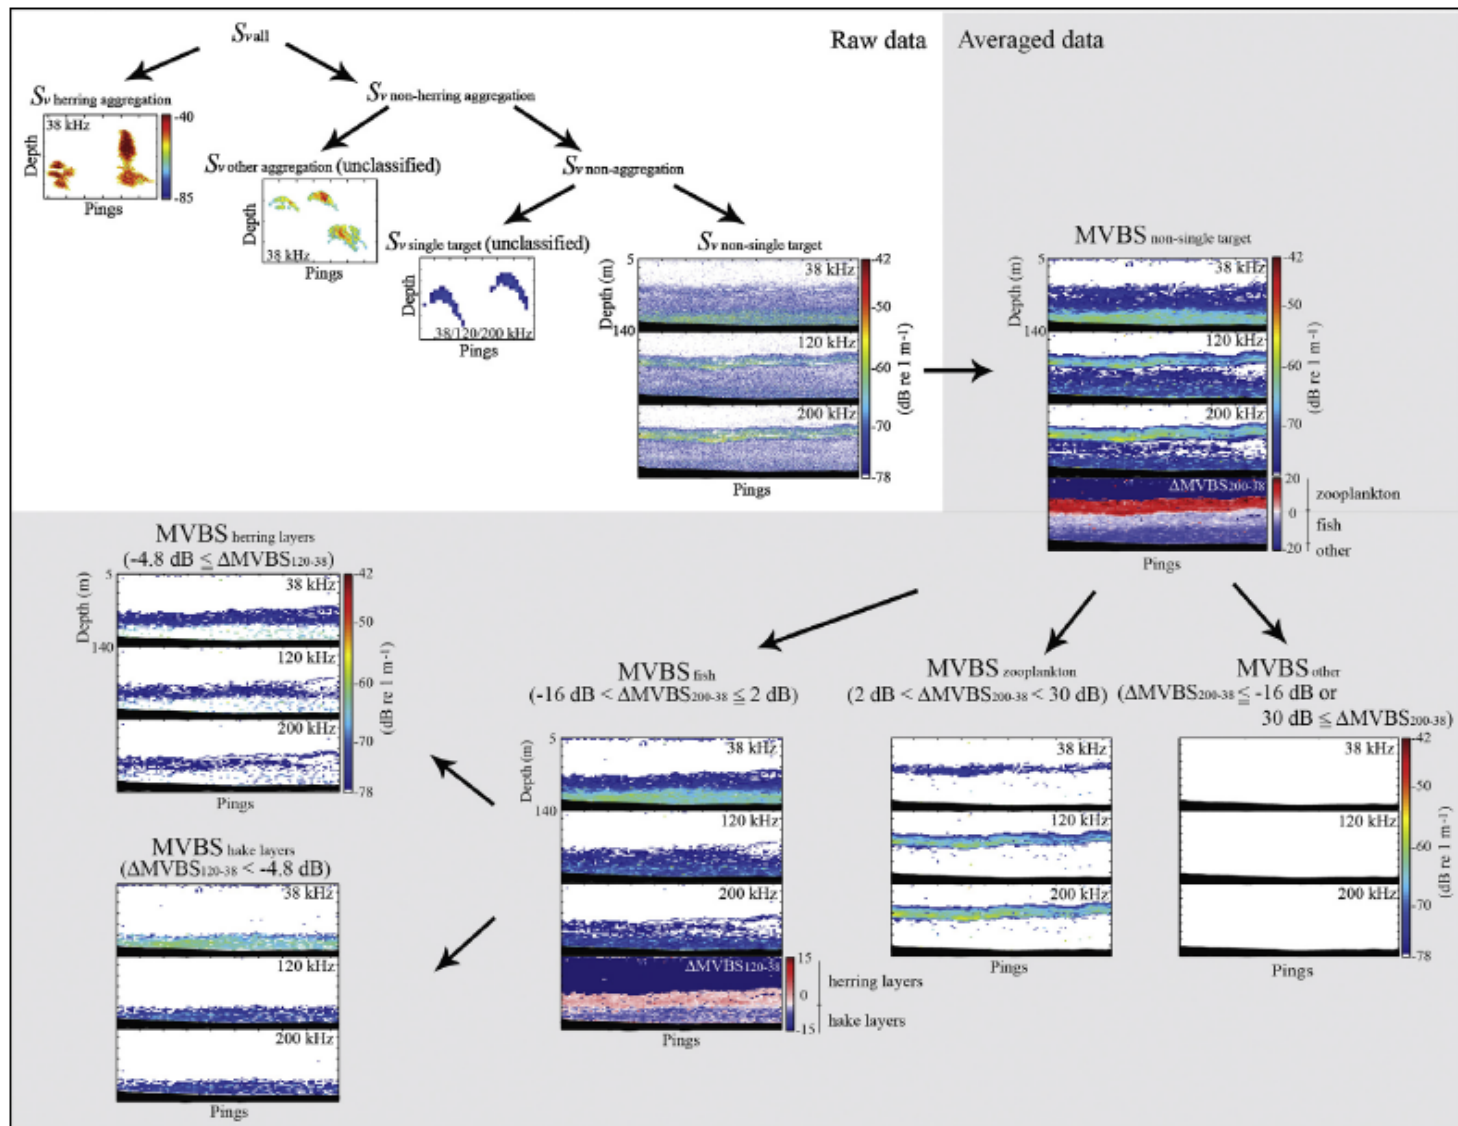 Raw data
Averaged data
Sv all
Sv herring aggregation
38 kHz
Depth
-40
-85
Pings
Sv non-herring aggregation
Sv other aggregation (unclassified)
Depth
38 kHz
Pings
Sv non-aggregation
Sv single target (unclassified)
Depth
38/120/200 kHz
Pings
Sv non-single target
5
Depth (m)
140
38 kHz
120 kHz
200 kHz
-42
-50
-60
-70
-78
(dB re 1 m⁻¹)
Pings
MVBS non-single target
5
Depth (m)
140
38 kHz
120 kHz
200 kHz
ΔMVBS200-38
-42
-50
-60
-70
(dB re 1 m⁻¹)
20
0
-20
zooplankton
fish
other
Pings
MVBS herring layers
(-4.8 dB ≦ ΔMVBS120-38)
5
Depth (m)
140
38 kHz
120 kHz
200 kHz
-42
-50
-60
-70
-78
(dB re 1 m⁻¹)
Pings
MVBS hake layers
(ΔMVBS120-38 < -4.8 dB)
38 kHz
120 kHz
200 kHz
Pings
MVBS fish
(-16 dB < ΔMVBS200-38 ≦ 2 dB)
5
Depth (m)
140
38 kHz
120 kHz
200 kHz
ΔMVBS120-38
15
0
-15
herring layers
hake layers
Pings
MVBS zooplankton
(2 dB < ΔMVBS200-38 < 30 dB)
38 kHz
120 kHz
200 kHz
Pings
MVBS other
(ΔMVBS200-38 ≦ -16 dB or
30 dB ≦ ΔMVBS200-38)
38 kHz
120 kHz
200 kHz
-42
-50
-60
-70
-78
(dB re 1 m⁻¹)
Pings